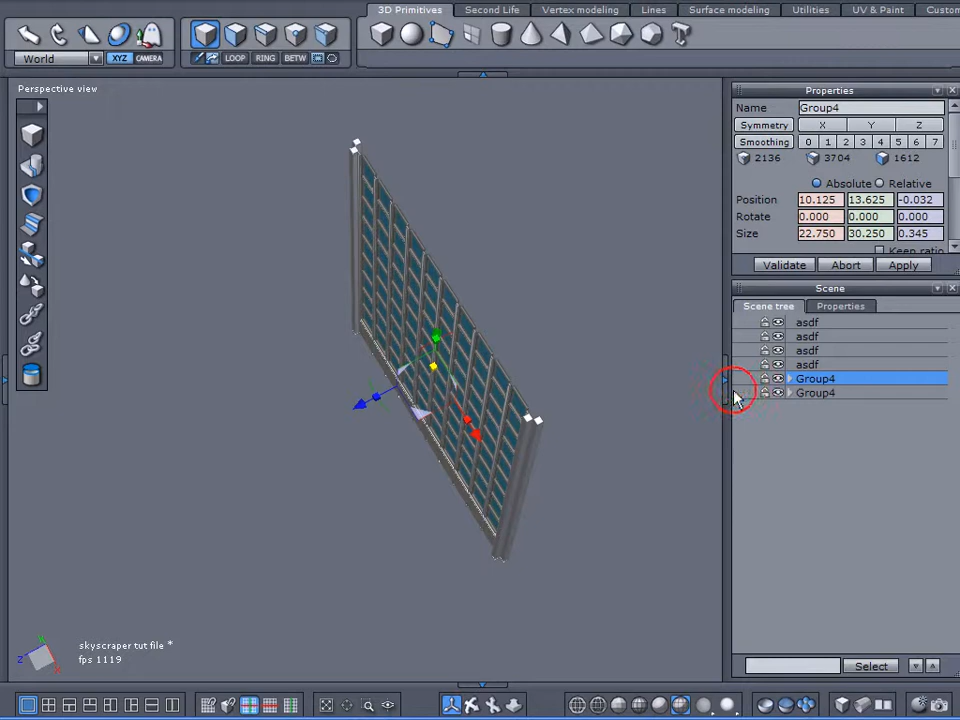 3D Primitives Second Life Vertex modeling Lines Surface modeling Utilities UV & Paint Custom
World XYZ CAMERA LOOP RING BETW
Perspective view
Properties
Name Group4
Symmetry X Y Z
Smoothing 0 1 2 3 4 5 6 7
2136 3704 1612
Absolute Relative
Position 10.125 13.625 -0.032
Rotate 0.000 0.000 0.000
Size 22.750 30.250 0.345
Keep ratio
Validate Abort Apply
Scene
Scene tree Properties
asdf
asdf
asdf
asdf
Group4
Group4
skyscraper tut file *
fps 1119
Select